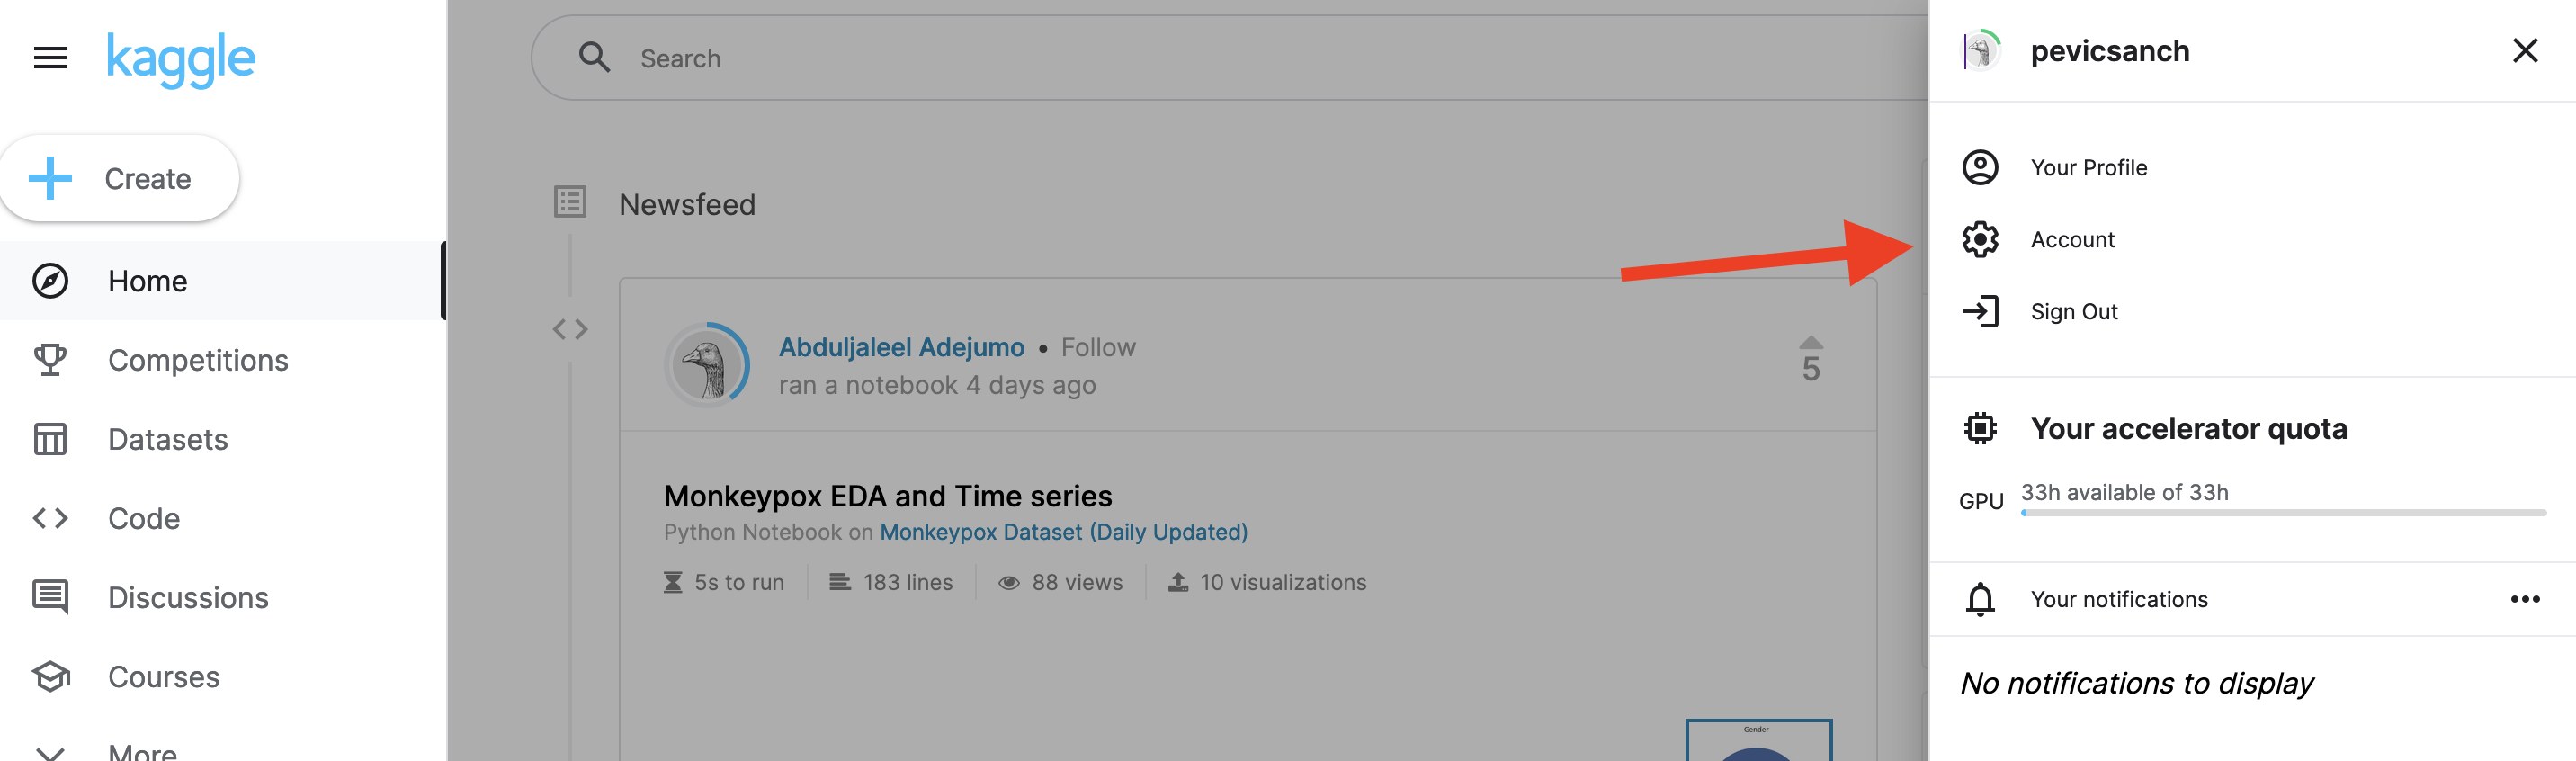 kaggle
Create
Home
Competitions
Datasets
Code
Discussions
Courses
More
Search
Newsfeed
Abduljaleel Adejumo • Follow
ran a notebook 4 days ago
5
Monkeypox EDA and Time series
Python Notebook on Monkeypox Dataset (Daily Updated)
5s to run 183 lines 88 views 10 visualizations
Gender
pevicsanch
Your Profile
Account
Sign Out
Your accelerator quota
GPU 33h available of 33h
Your notifications
No notifications to display